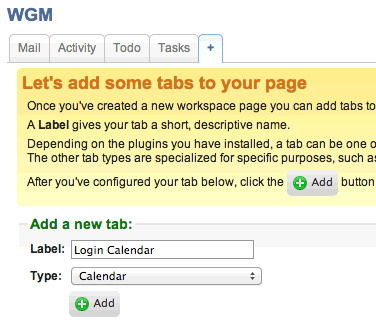 WGM
Mail Activity Todo Tasks +
Let's add some tabs to your page
Once you've created a new workspace page you can add tabs to
A Label gives your tab a short, descriptive name.
Depending on the plugins you have installed, a tab can be one o
The other tab types are specialized for specific purposes, such as
After you've configured your tab below, click the Add button
Add a new tab:
Label: Login Calendar
Type: Calendar
Add